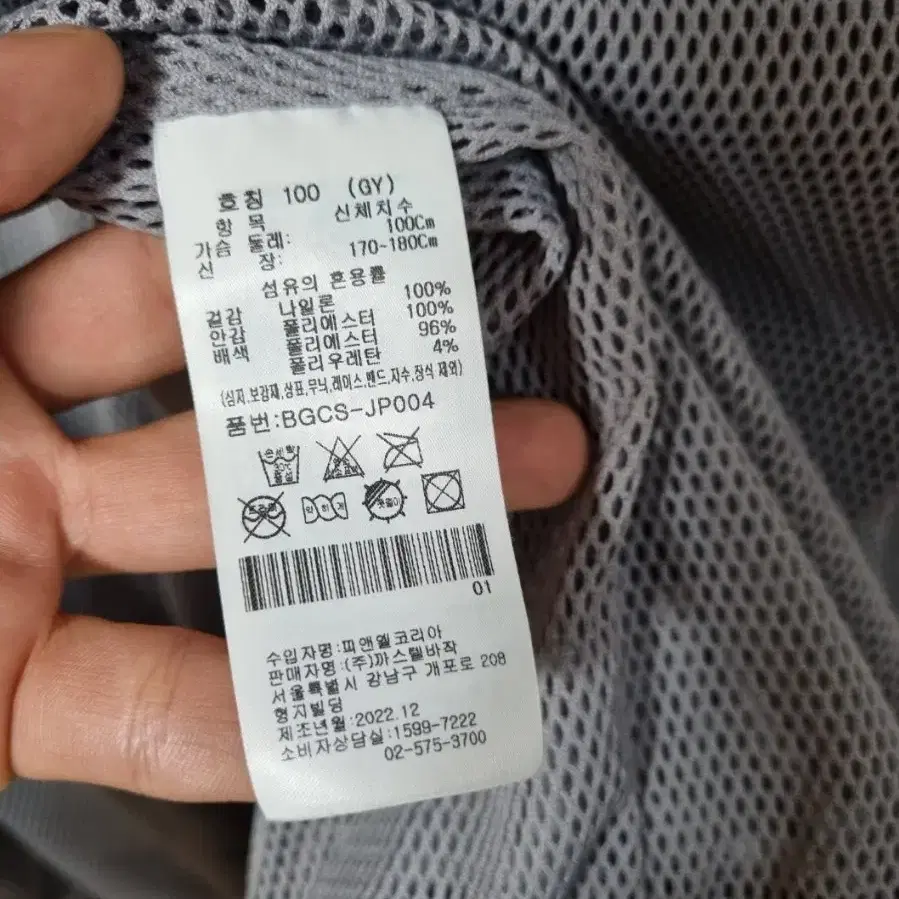 호칭 100 (GY)
항목 신체치수
가슴둘레: 100Cm
신 장: 170~180Cm
섬유의 혼용률
겉감 나일론 100%
안감 폴리에스터 100%
배색 폴리에스터 96%
폴리우레탄 4%
(심지,보강재,상표,무늬,레이스,밴드,자수,장식 제외)
품번:BGCS-JP004
약하게
01
수입자명:피앤웰코리아
판매자명:(주)까스텔바작
서울특별시 강남구 개포로 208
형지빌딩
제조년월:2022.12
소비자상담실:1599-7222
02-575-3700